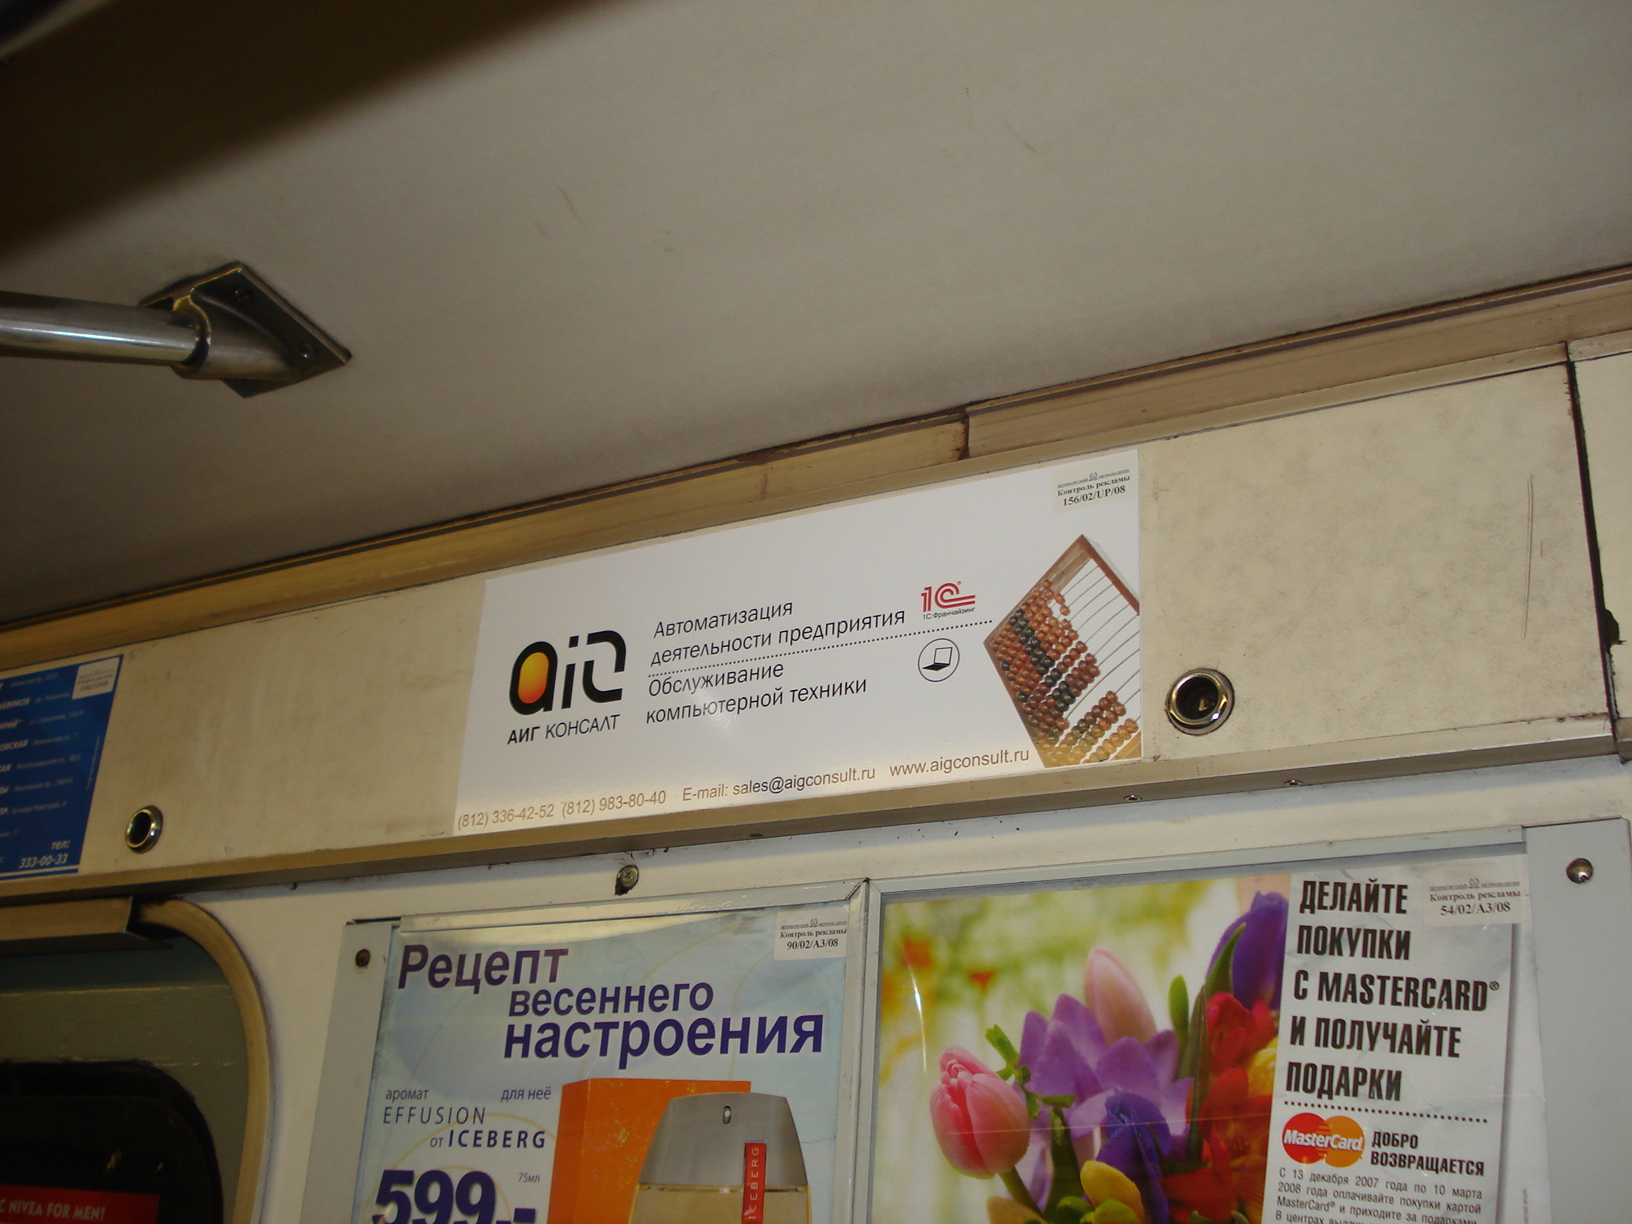 Контроль рекламы
156/02/UP/08
aiG
АИГ КОНСАЛТ
Автоматизация
деятельности предприятия
1С
1С:Франчайзинг
Обслуживание
компьютерной техники
(812) 336-42-52 (812) 983-80-40 E-mail: sales@aigconsult.ru www.aigconsult.ru
тел:
333-00-33
NIVEA FOR MEN!
Контроль рекламы
90/02/А3/08
Рецепт
весеннего
настроения
аромат для неё
EFFUSION
от ICEBERG
75мл
599.-
ICEBERG
Контроль рекламы
54/02/А3/08
ДЕЛАЙТЕ
ПОКУПКИ
С MASTERCARD®
И ПОЛУЧАЙТЕ
ПОДАРКИ
MasterCard
ДОБРО
ВОЗВРАЩАЕТСЯ
С 13 декабря 2007 года по 10 марта
2008 года оплачивайте покупки картой
MasterCard® и приходите за подарками